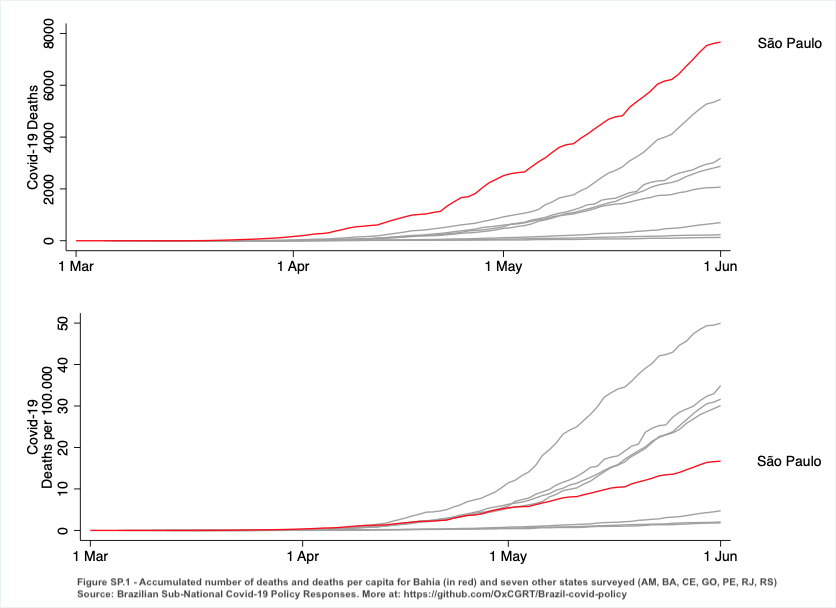 São Paulo
Covid-19 Deaths
8000
6000
4000
2000
0
1 Mar
1 Apr
1 May
1 Jun
Covid-19
Deaths per 100.000
50
40
30
20
10
0
São Paulo
1 Mar
1 Apr
1 May
1 Jun
Figure SP.1 - Accumulated number of deaths and deaths per capita for Bahia (in red) and seven other states surveyed (AM, BA, CE, GO, PE, RJ, RS)
Source: Brazilian Sub-National Covid-19 Policy Responses. More at: https://github.com/OxCGRT/Brazil-covid-policy